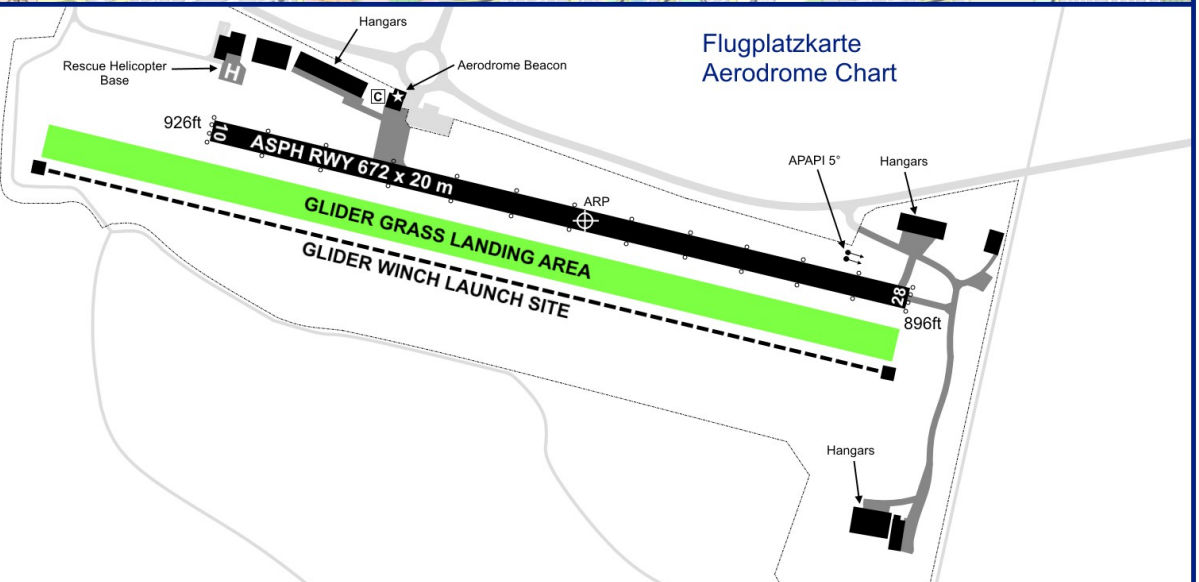 Flugplatzkarte
Aerodrome Chart
Hangars
Rescue Helicopter
Base
H
C
Aerodrome Beacon
926ft
10
ASPH RWY 672 x 20 m
ARP
APAPI 5°
Hangars
GLIDER GRASS LANDING AREA
GLIDER WINCH LAUNCH SITE
28
896ft
Hangars